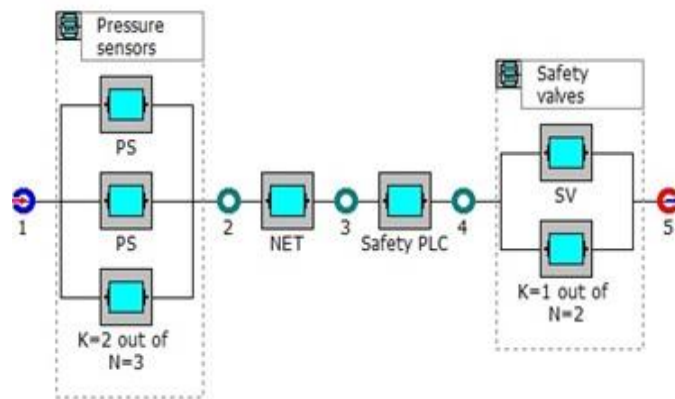 Pressure
sensors
PS
PS
K=2 out of
N=3
1
2
NET
3
Safety PLC
4
Safety
valves
SV
K=1 out of
N=2
5